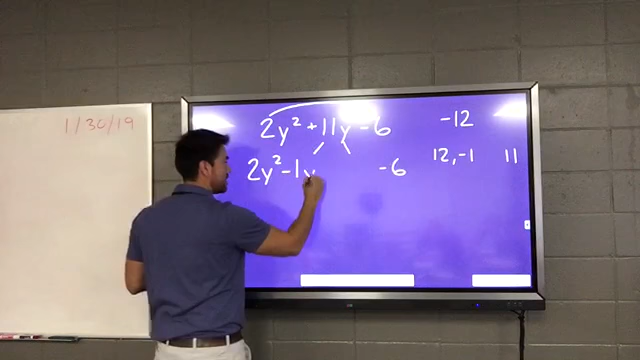 1/30/19
2y² + 11y - 6
-12
12, -1
11
2y² - 1y
-6